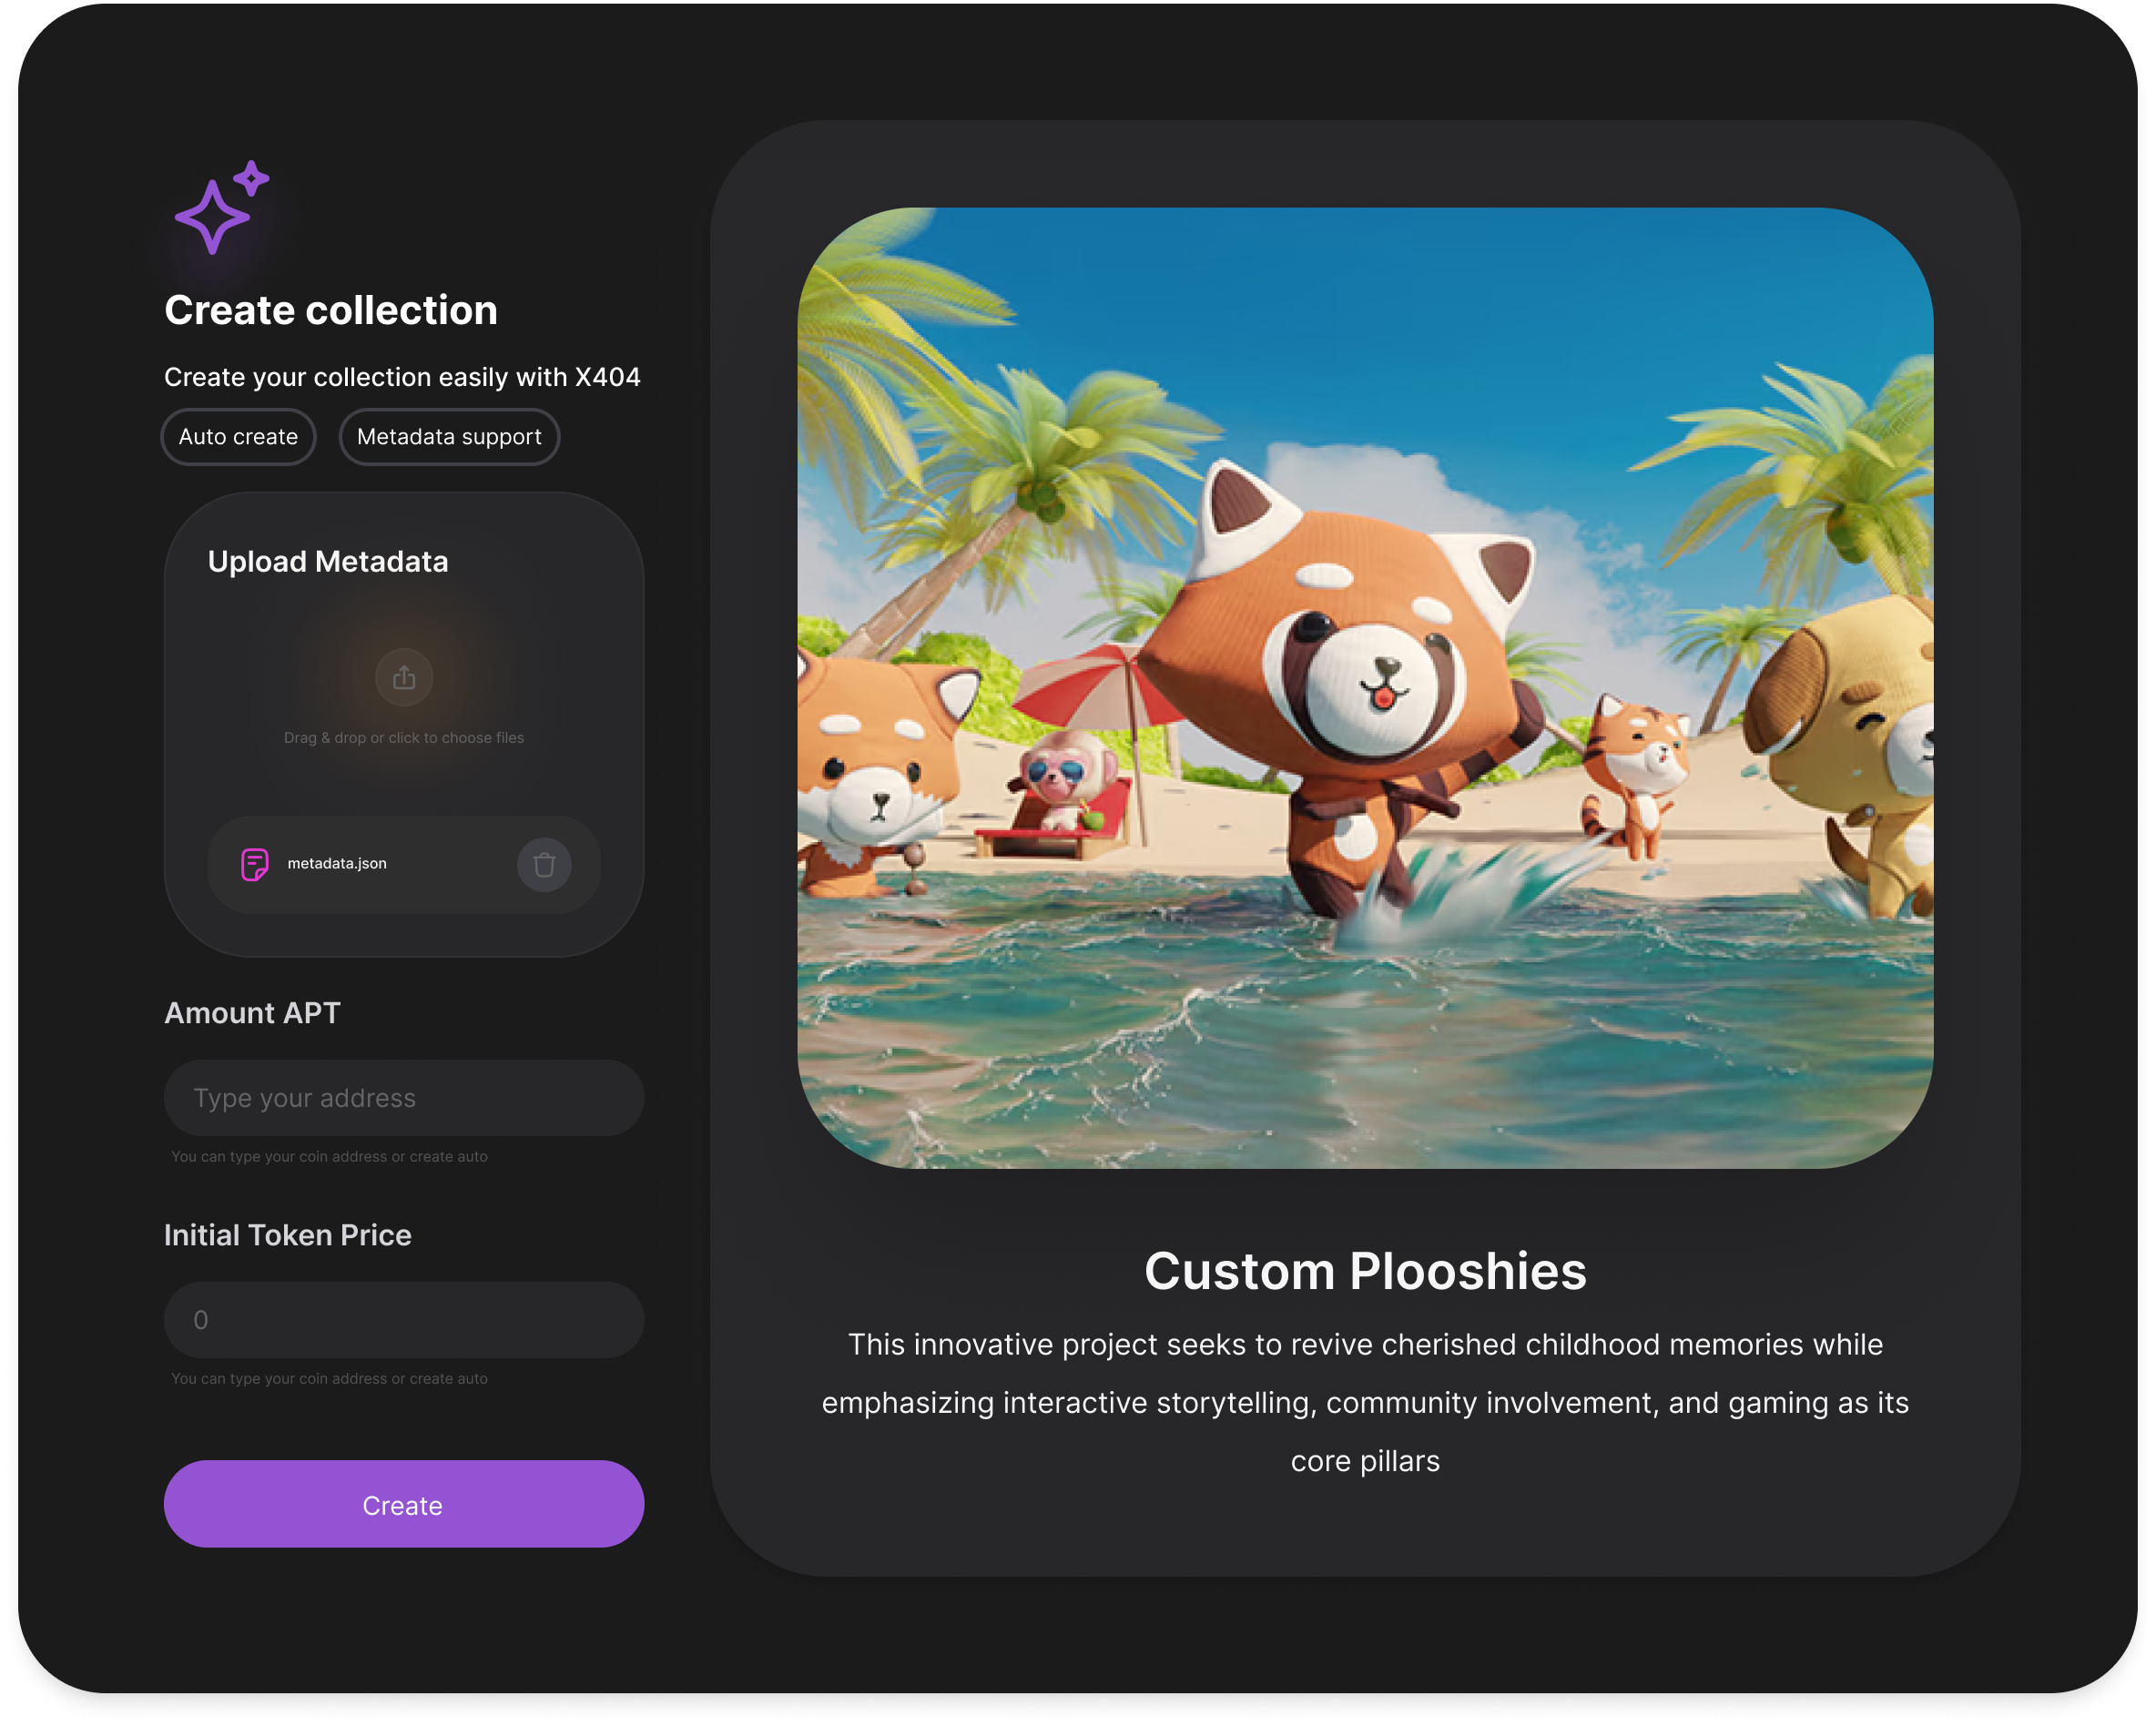 Create collection
Create your collection easily with X404
Auto create
Metadata support
Upload Metadata
Drag & drop or click to choose files
metadata.json
Amount APT
Type your address
You can type your coin address or create auto
Initial Token Price
0
You can type your coin address or create auto
Create
Custom Plooshies
This innovative project seeks to revive cherished childhood memories while
emphasizing interactive storytelling, community involvement, and gaming as its
core pillars